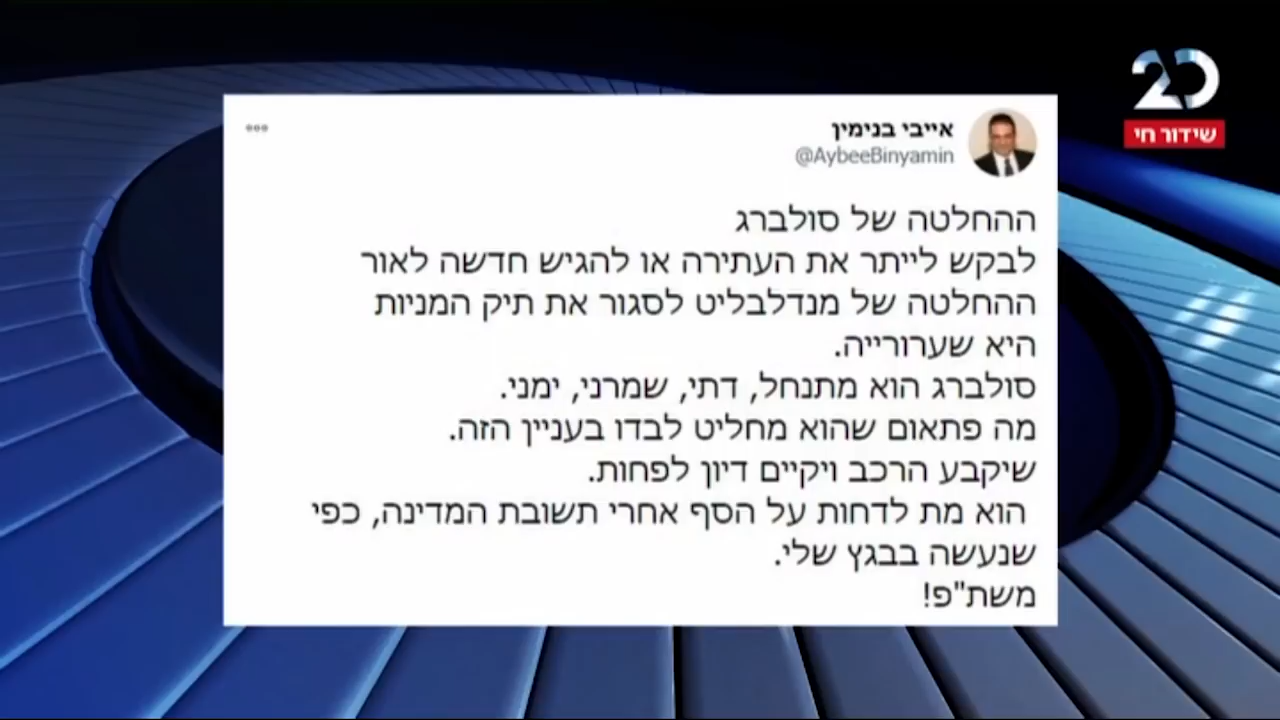 20
שידור חי
אייבי בנימין
@AybeeBinyamin
ההחלטה של סולברג
לבקש לייתר את העתירה או להגיש חדשה לאור
ההחלטה של מנדלבליט לסגור את תיק המניות
היא שערורייה.
סולברג הוא מתנחל, דתי, שמרני, ימני.
מה פתאום שהוא מחליט לבדו בעניין הזה.
שיקבע הרכב ויקיים דיון לפחות.
הוא מת לדחות על הסף אחרי תשובת המדינה, כפי
שנעשה בבגץ שלי.
משת"פ!